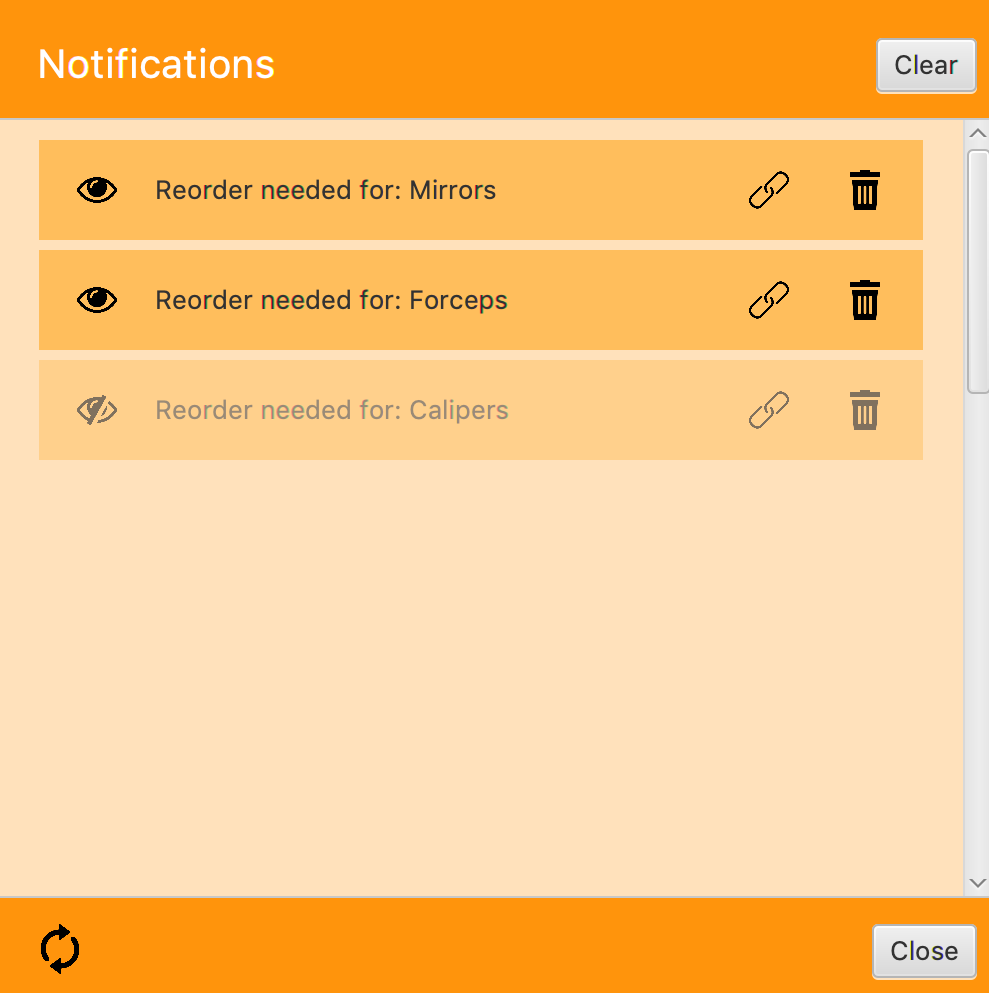 Notifications
Clear
Reorder needed for: Mirrors
Reorder needed for: Forceps
Reorder needed for: Calipers
Close